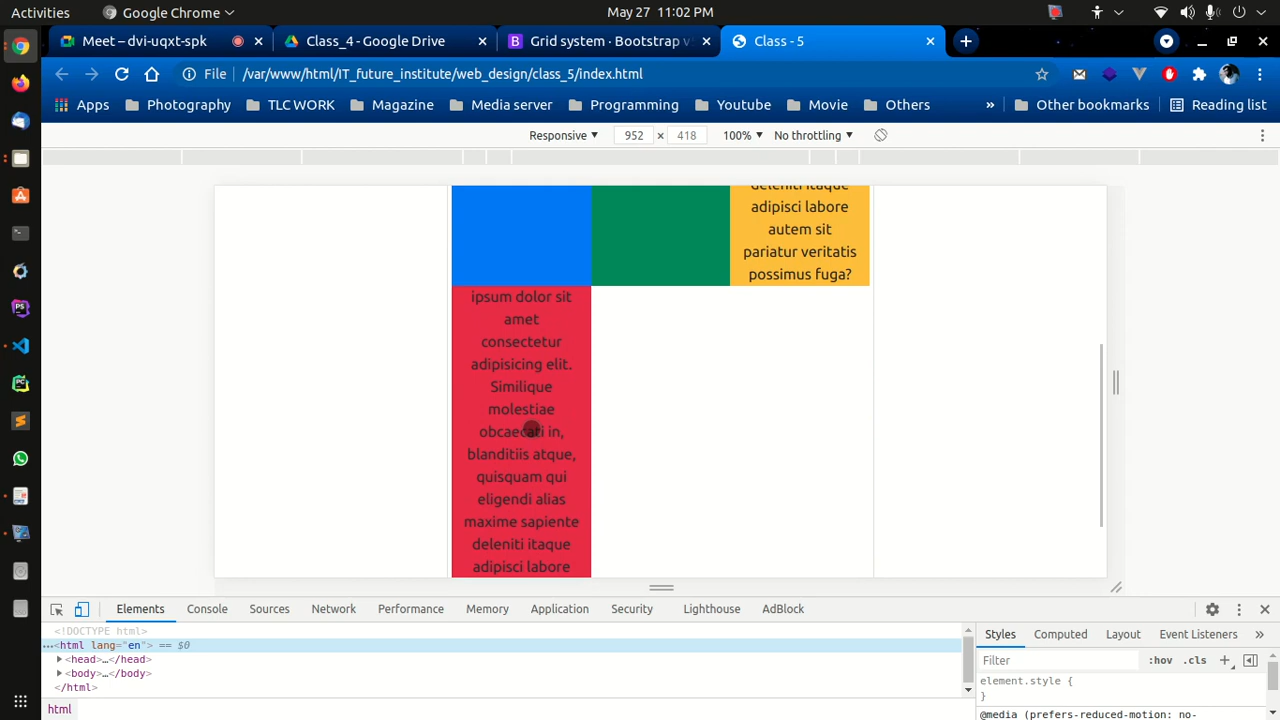 Activities
Google Chrome
May 27 11:02 PM
Meet – dvi-uqxt-spk
Class_4 - Google Drive
Grid system · Bootstrap v
Class - 5
File
/var/www/html/IT_future_institute/web_design/class_5/index.html
Apps
Photography
TLC WORK
Magazine
Media server
Programming
Youtube
Movie
Others
»
Other bookmarks
Reading list
Responsive
952
×
418
100%
No throttling
deleniti itaque
adipisci labore
autem sit
pariatur veritatis
possimus fuga?
ipsum dolor sit
amet
consectetur
adipisicing elit.
Similique
molestiae
obcaecati in,
blanditiis atque,
quisquam qui
eligendi alias
maxime sapiente
deleniti itaque
adipisci labore
Elements
Console
Sources
Network
Performance
Memory
Application
Security
Lighthouse
AdBlock
<!DOCTYPE html>
…<html lang="en"> == $0
<head>…</head>
<body>…</body>
</html>
html
Styles
Computed
Layout
Event Listeners
»
Filter
:hov
.cls
element.style {
}
@media (prefers-reduced-motion: no-